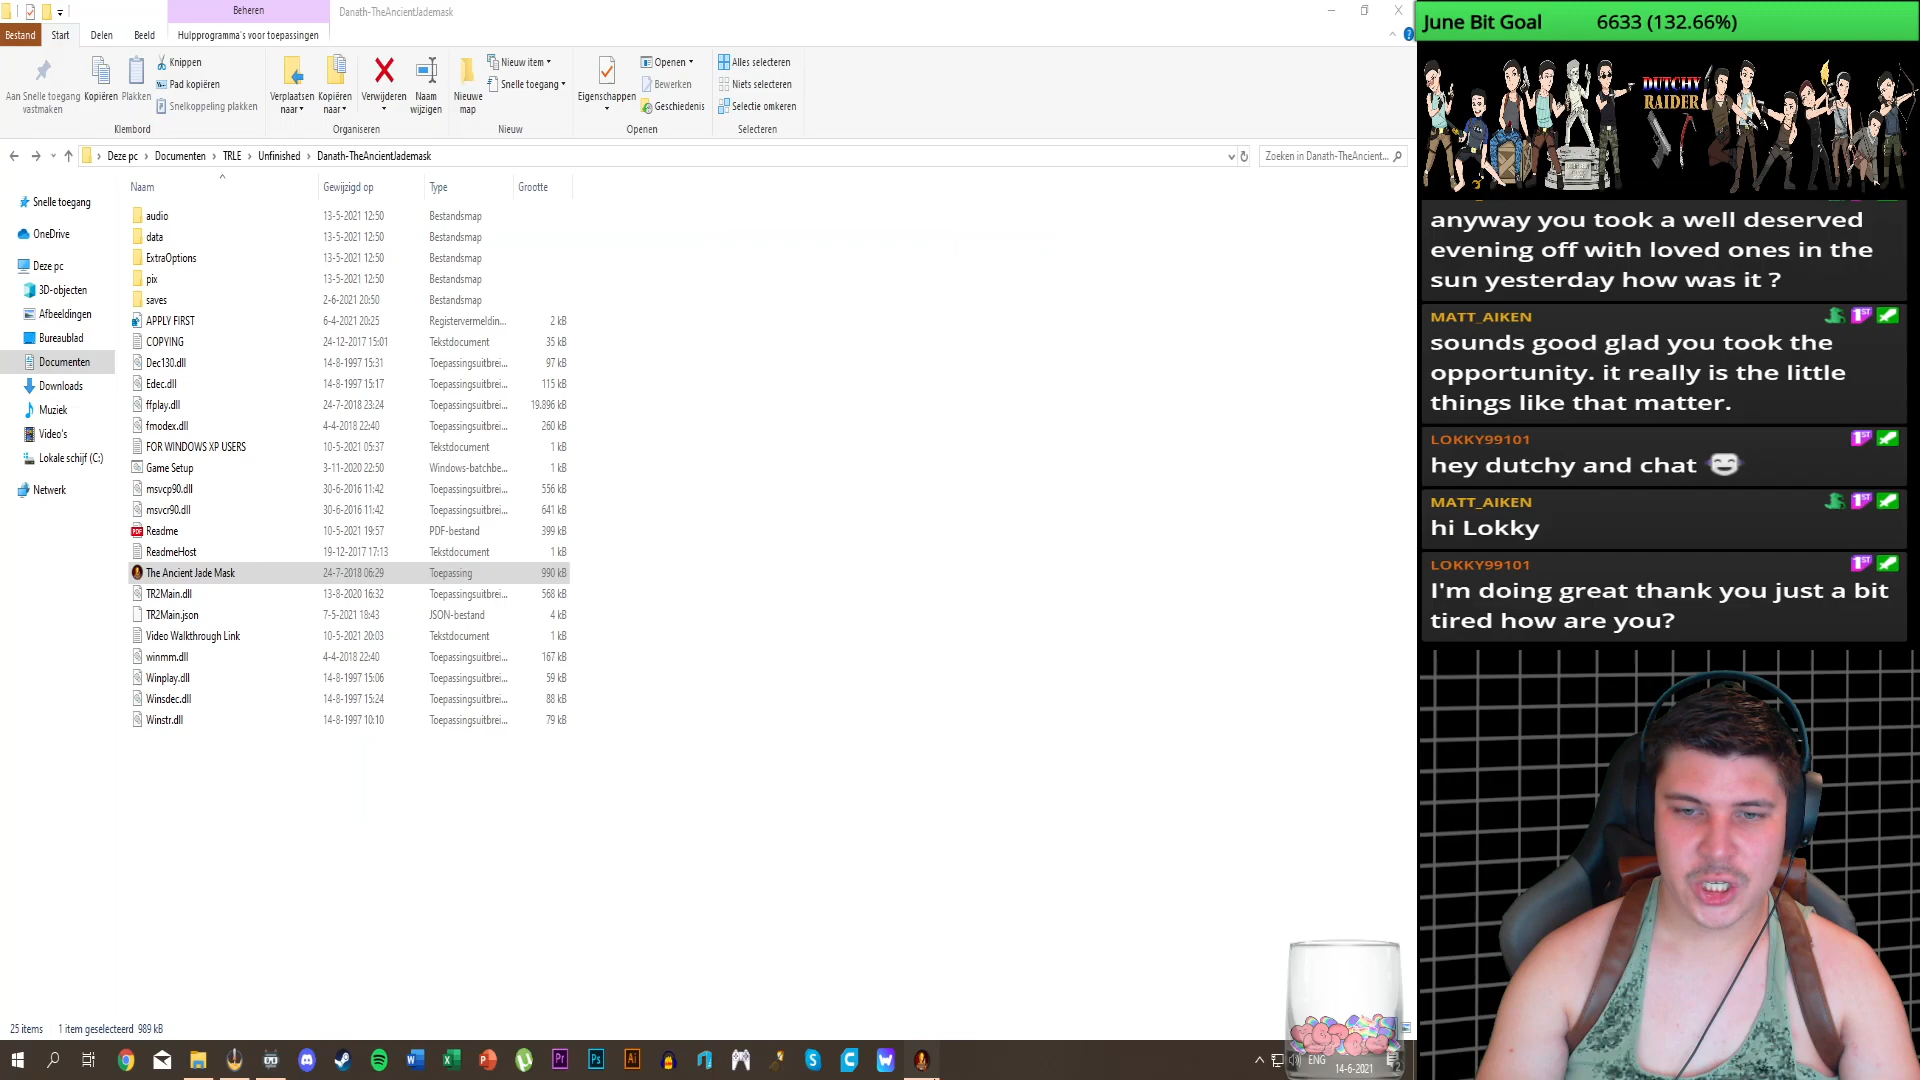 Beheren
Danath-TheAncientJademask
Bestand Start Delen Beeld Hulpprogramma's voor toepassingen
Aan Snelle toegang vastmaken
Kopiëren
Plakken
Knippen
Pad kopiëren
Snelkoppeling plakken
Klembord
Verplaatsen naar
Kopiëren naar
Verwijderen
Naam wijzigen
Organiseren
Nieuwe map
Nieuw item
Snelle toegang
Nieuw
Eigenschappen
Openen
Bewerken
Geschiedenis
Openen
Alles selecteren
Niets selecteren
Selectie omkeren
Selecteren
Deze pc > Documenten > TRLE > Unfinished > Danath-TheAncientJademask
Zoeken in Danath-TheAncient...
Snelle toegang
OneDrive
Deze pc
3D-objecten
Afbeeldingen
Bureaublad
Documenten
Downloads
Muziek
Video's
Lokale schijf (C:)
Netwerk
Naam Gewijzigd op Type Grootte
audio 13-5-2021 12:50 Bestandsmap
data 13-5-2021 12:50 Bestandsmap
ExtraOptions 13-5-2021 12:50 Bestandsmap
pix 13-5-2021 12:50 Bestandsmap
saves 2-6-2021 20:50 Bestandsmap
APPLY FIRST 6-4-2021 20:25 Registervermeldin... 2 kB
COPYING 24-12-2017 15:01 Tekstdocument 35 kB
Dec130.dll 14-8-1997 15:31 Toepassingsuitbrei... 97 kB
Edec.dll 14-8-1997 15:17 Toepassingsuitbrei... 115 kB
ffplay.dll 24-7-2018 23:24 Toepassingsuitbrei... 19.896 kB
fmodex.dll 4-4-2018 22:40 Toepassingsuitbrei... 260 kB
FOR WINDOWS XP USERS 10-5-2021 05:37 Tekstdocument 1 kB
Game Setup 3-11-2020 22:50 Windows-batchbe... 1 kB
msvcp90.dll 30-6-2016 11:42 Toepassingsuitbrei... 556 kB
msvcr90.dll 30-6-2016 11:42 Toepassingsuitbrei... 641 kB
Readme 10-5-2021 19:57 PDF-bestand 399 kB
ReadmeHost 19-12-2017 17:13 Tekstdocument 1 kB
The Ancient Jade Mask 24-7-2018 06:29 Toepassing 990 kB
TR2Main.dll 13-8-2020 16:32 Toepassingsuitbrei... 568 kB
TR2Main.json 7-5-2021 18:43 JSON-bestand 4 kB
Video Walkthrough Link 10-5-2021 20:03 Tekstdocument 1 kB
winmm.dll 4-4-2018 22:40 Toepassingsuitbrei... 167 kB
Winplay.dll 14-8-1997 15:06 Toepassingsuitbrei... 59 kB
Winsdec.dll 14-8-1997 15:24 Toepassingsuitbrei... 88 kB
Winstr.dll 14-8-1997 10:10 Toepassingsuitbrei... 79 kB
25 items 1 item geselecteerd 989 kB
ENG
14-6-2021
June Bit Goal 6633 (132.66%)
DUTCHY
RAIDER
anyway you took a well deserved
evening off with loved ones in the
sun yesterday how was it ?
MATT_AIKEN
sounds good glad you took the
opportunity. it really is the little
things like that matter.
LOKKY99101
hey dutchy and chat
MATT_AIKEN
hi Lokky
LOKKY99101
I'm doing great thank you just a bit
tired how are you?